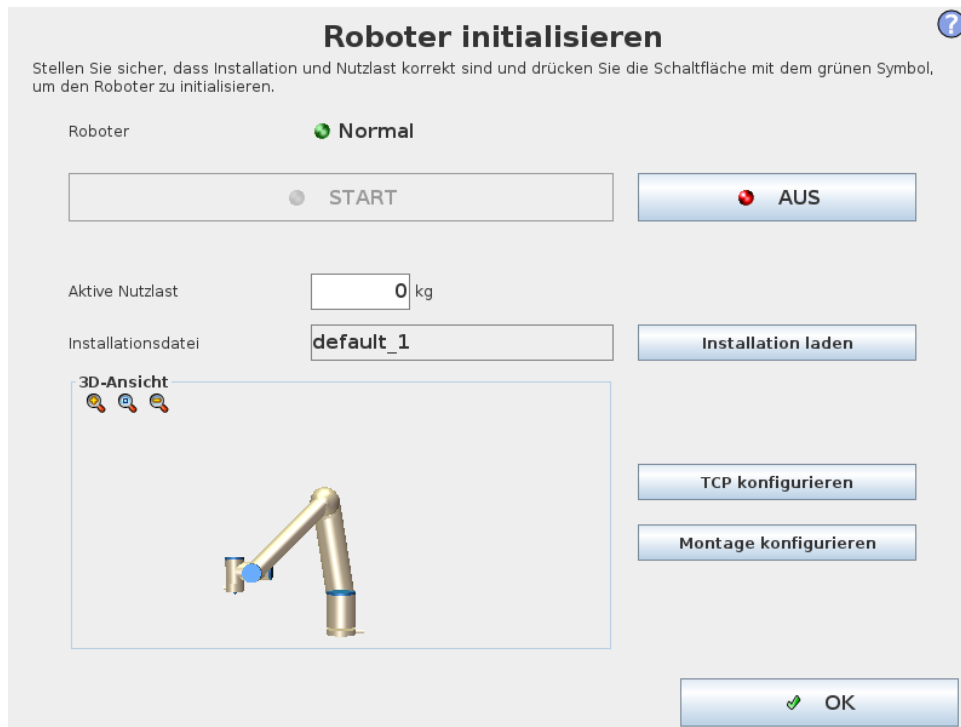 Roboter initialisieren
?
Stellen Sie sicher, dass Installation und Nutzlast korrekt sind und drücken Sie die Schaltfläche mit dem grünen Symbol,
um den Roboter zu initialisieren.
Roboter Normal
START AUS
Aktive Nutzlast 0 kg
Installationsdatei default_1 Installation laden
3D-Ansicht
TCP konfigurieren
Montage konfigurieren
OK